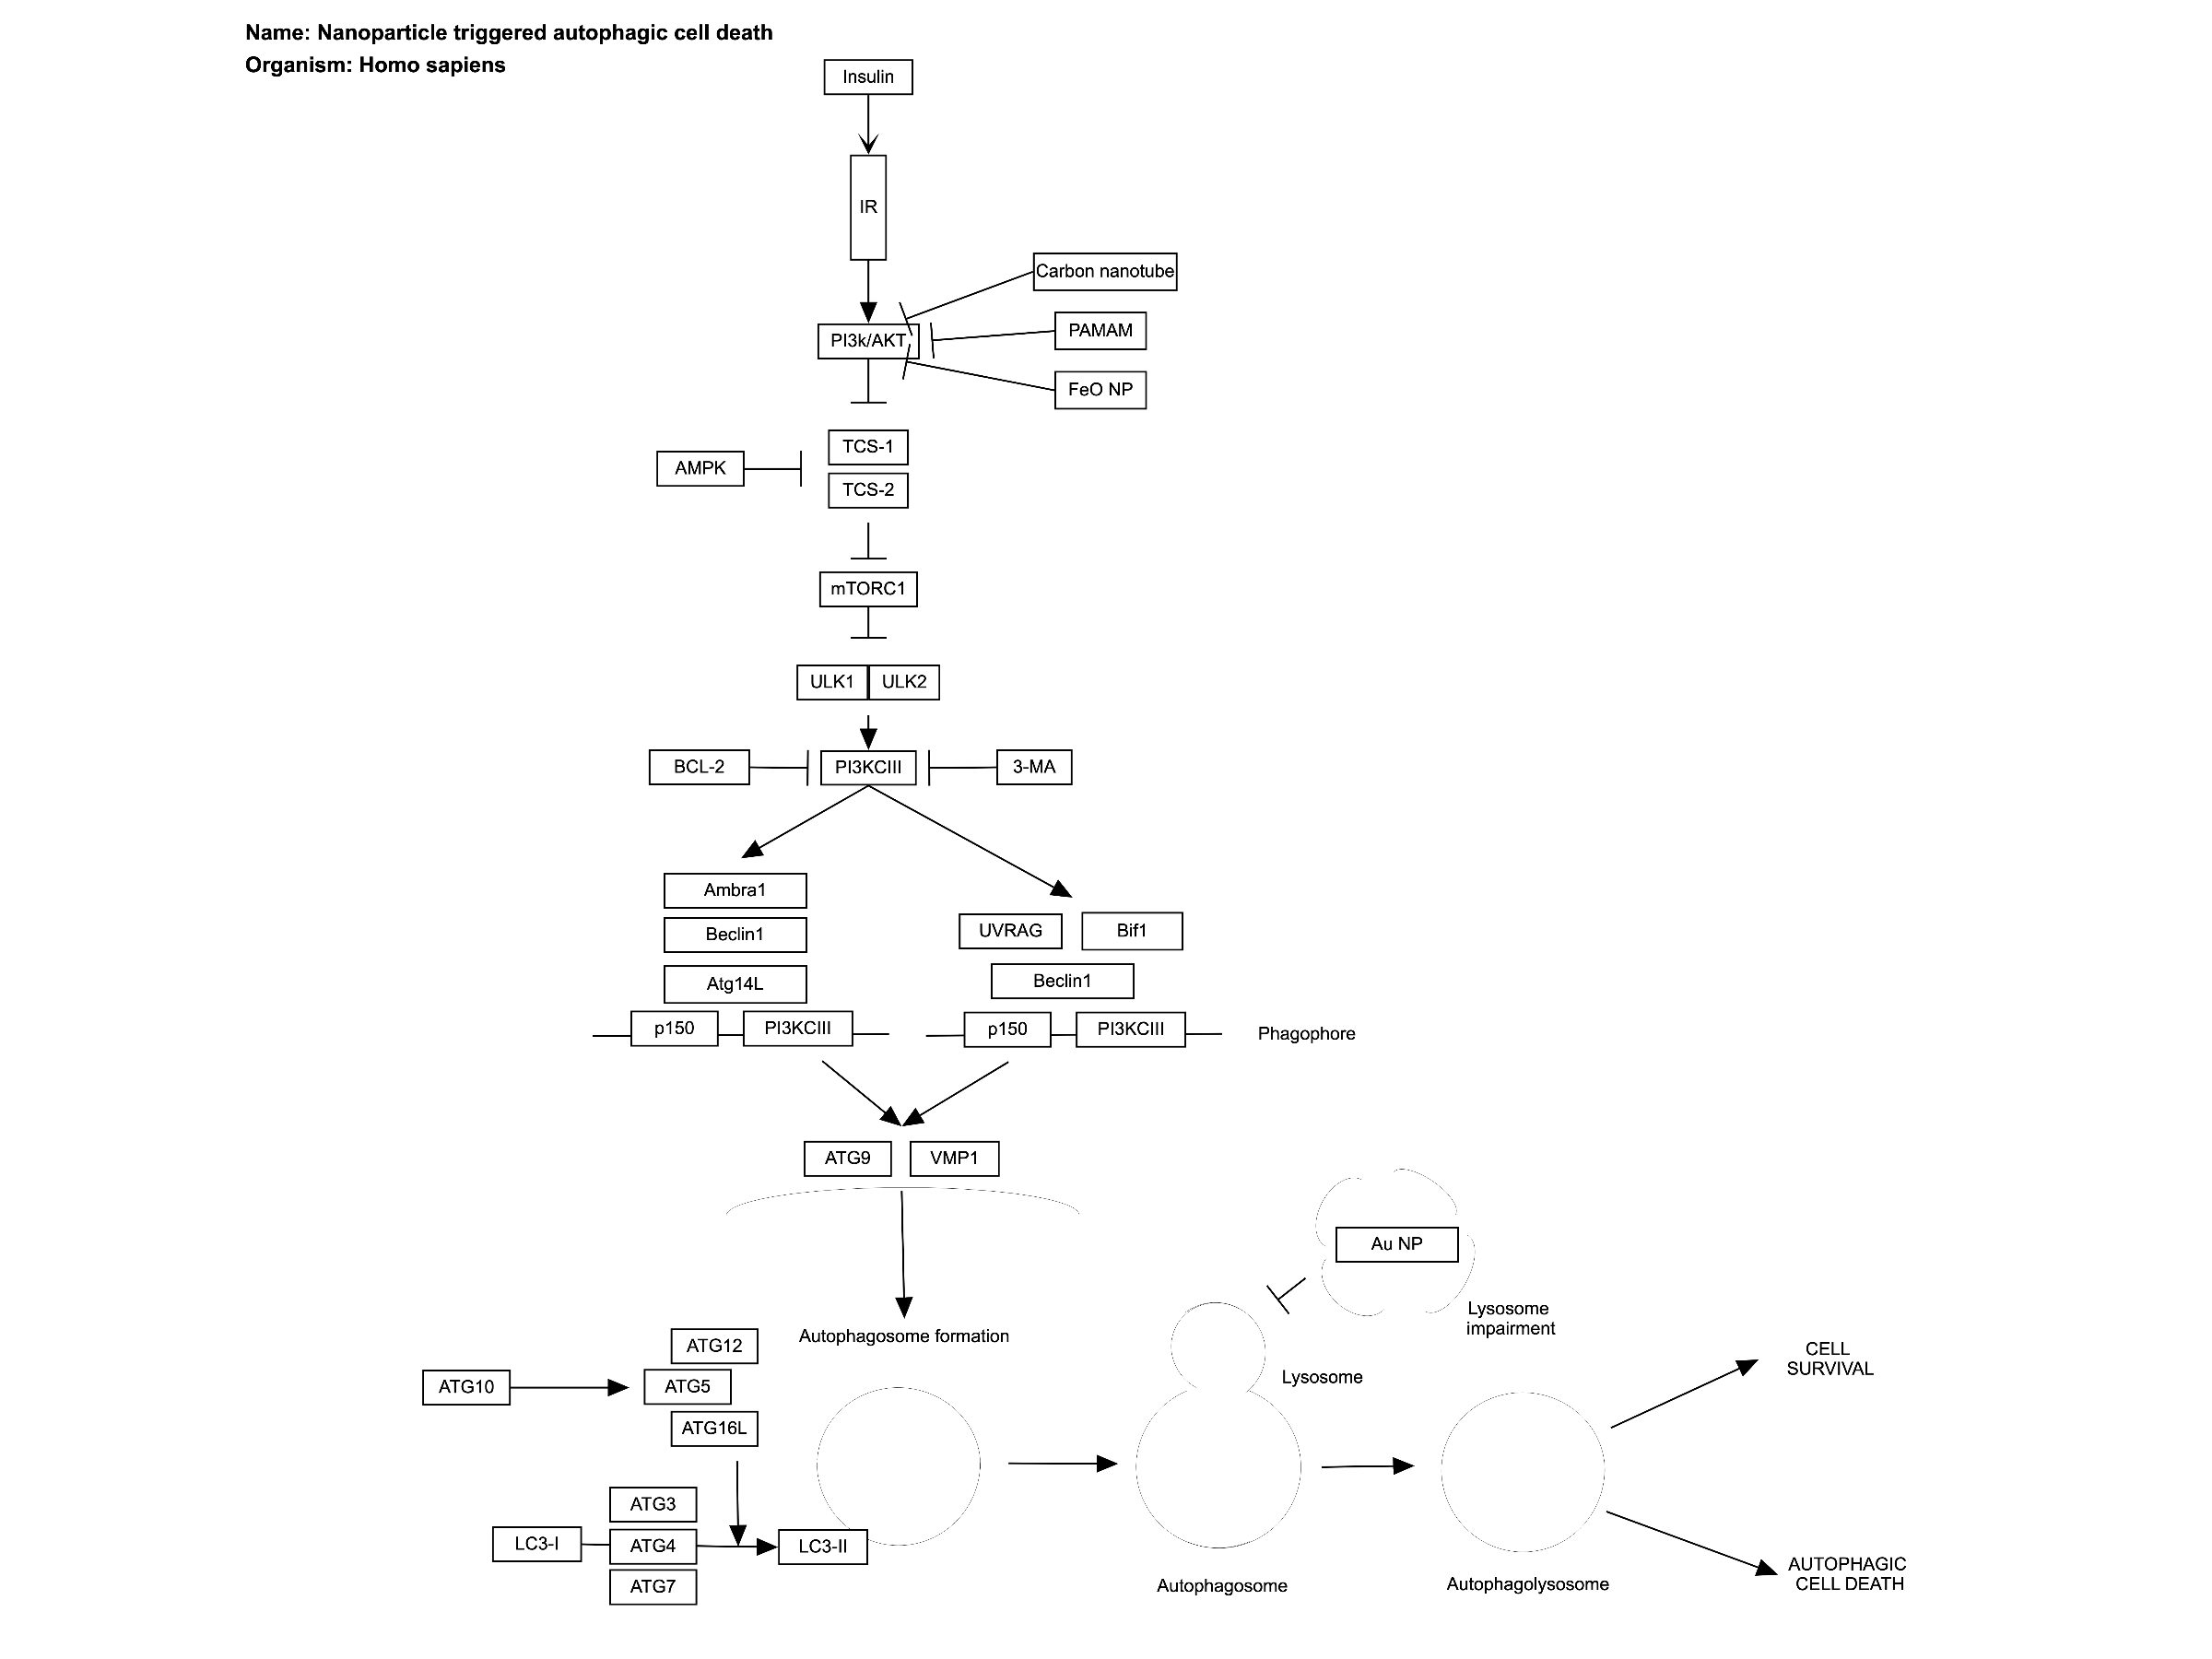 Name: Nanoparticle triggered autophagic cell death
Organism: Homo sapiens
Insulin
IR
Carbon nanotube
PAMAM
PI3k/AKT
FeO NP
TCS-1
AMPK
TCS-2
mTORC1
ULK1 ULK2
BCL-2 PI3KCIII 3-MA
Ambra1
Beclin1
UVRAG Bif1
Atg14L
Beclin1
p150 PI3KCIII p150 PI3KCIII Phagophore
ATG9 VMP1
Au NP
Lysosome
impairment
Autophagosome formation
ATG12
CELL
SURVIVAL
Lysosome
ATG10 ATG5
ATG16L
ATG3
LC3-I ATG4 LC3-II
ATG7
Autophagosome
Autophagolysosome
AUTOPHAGIC
CELL DEATH